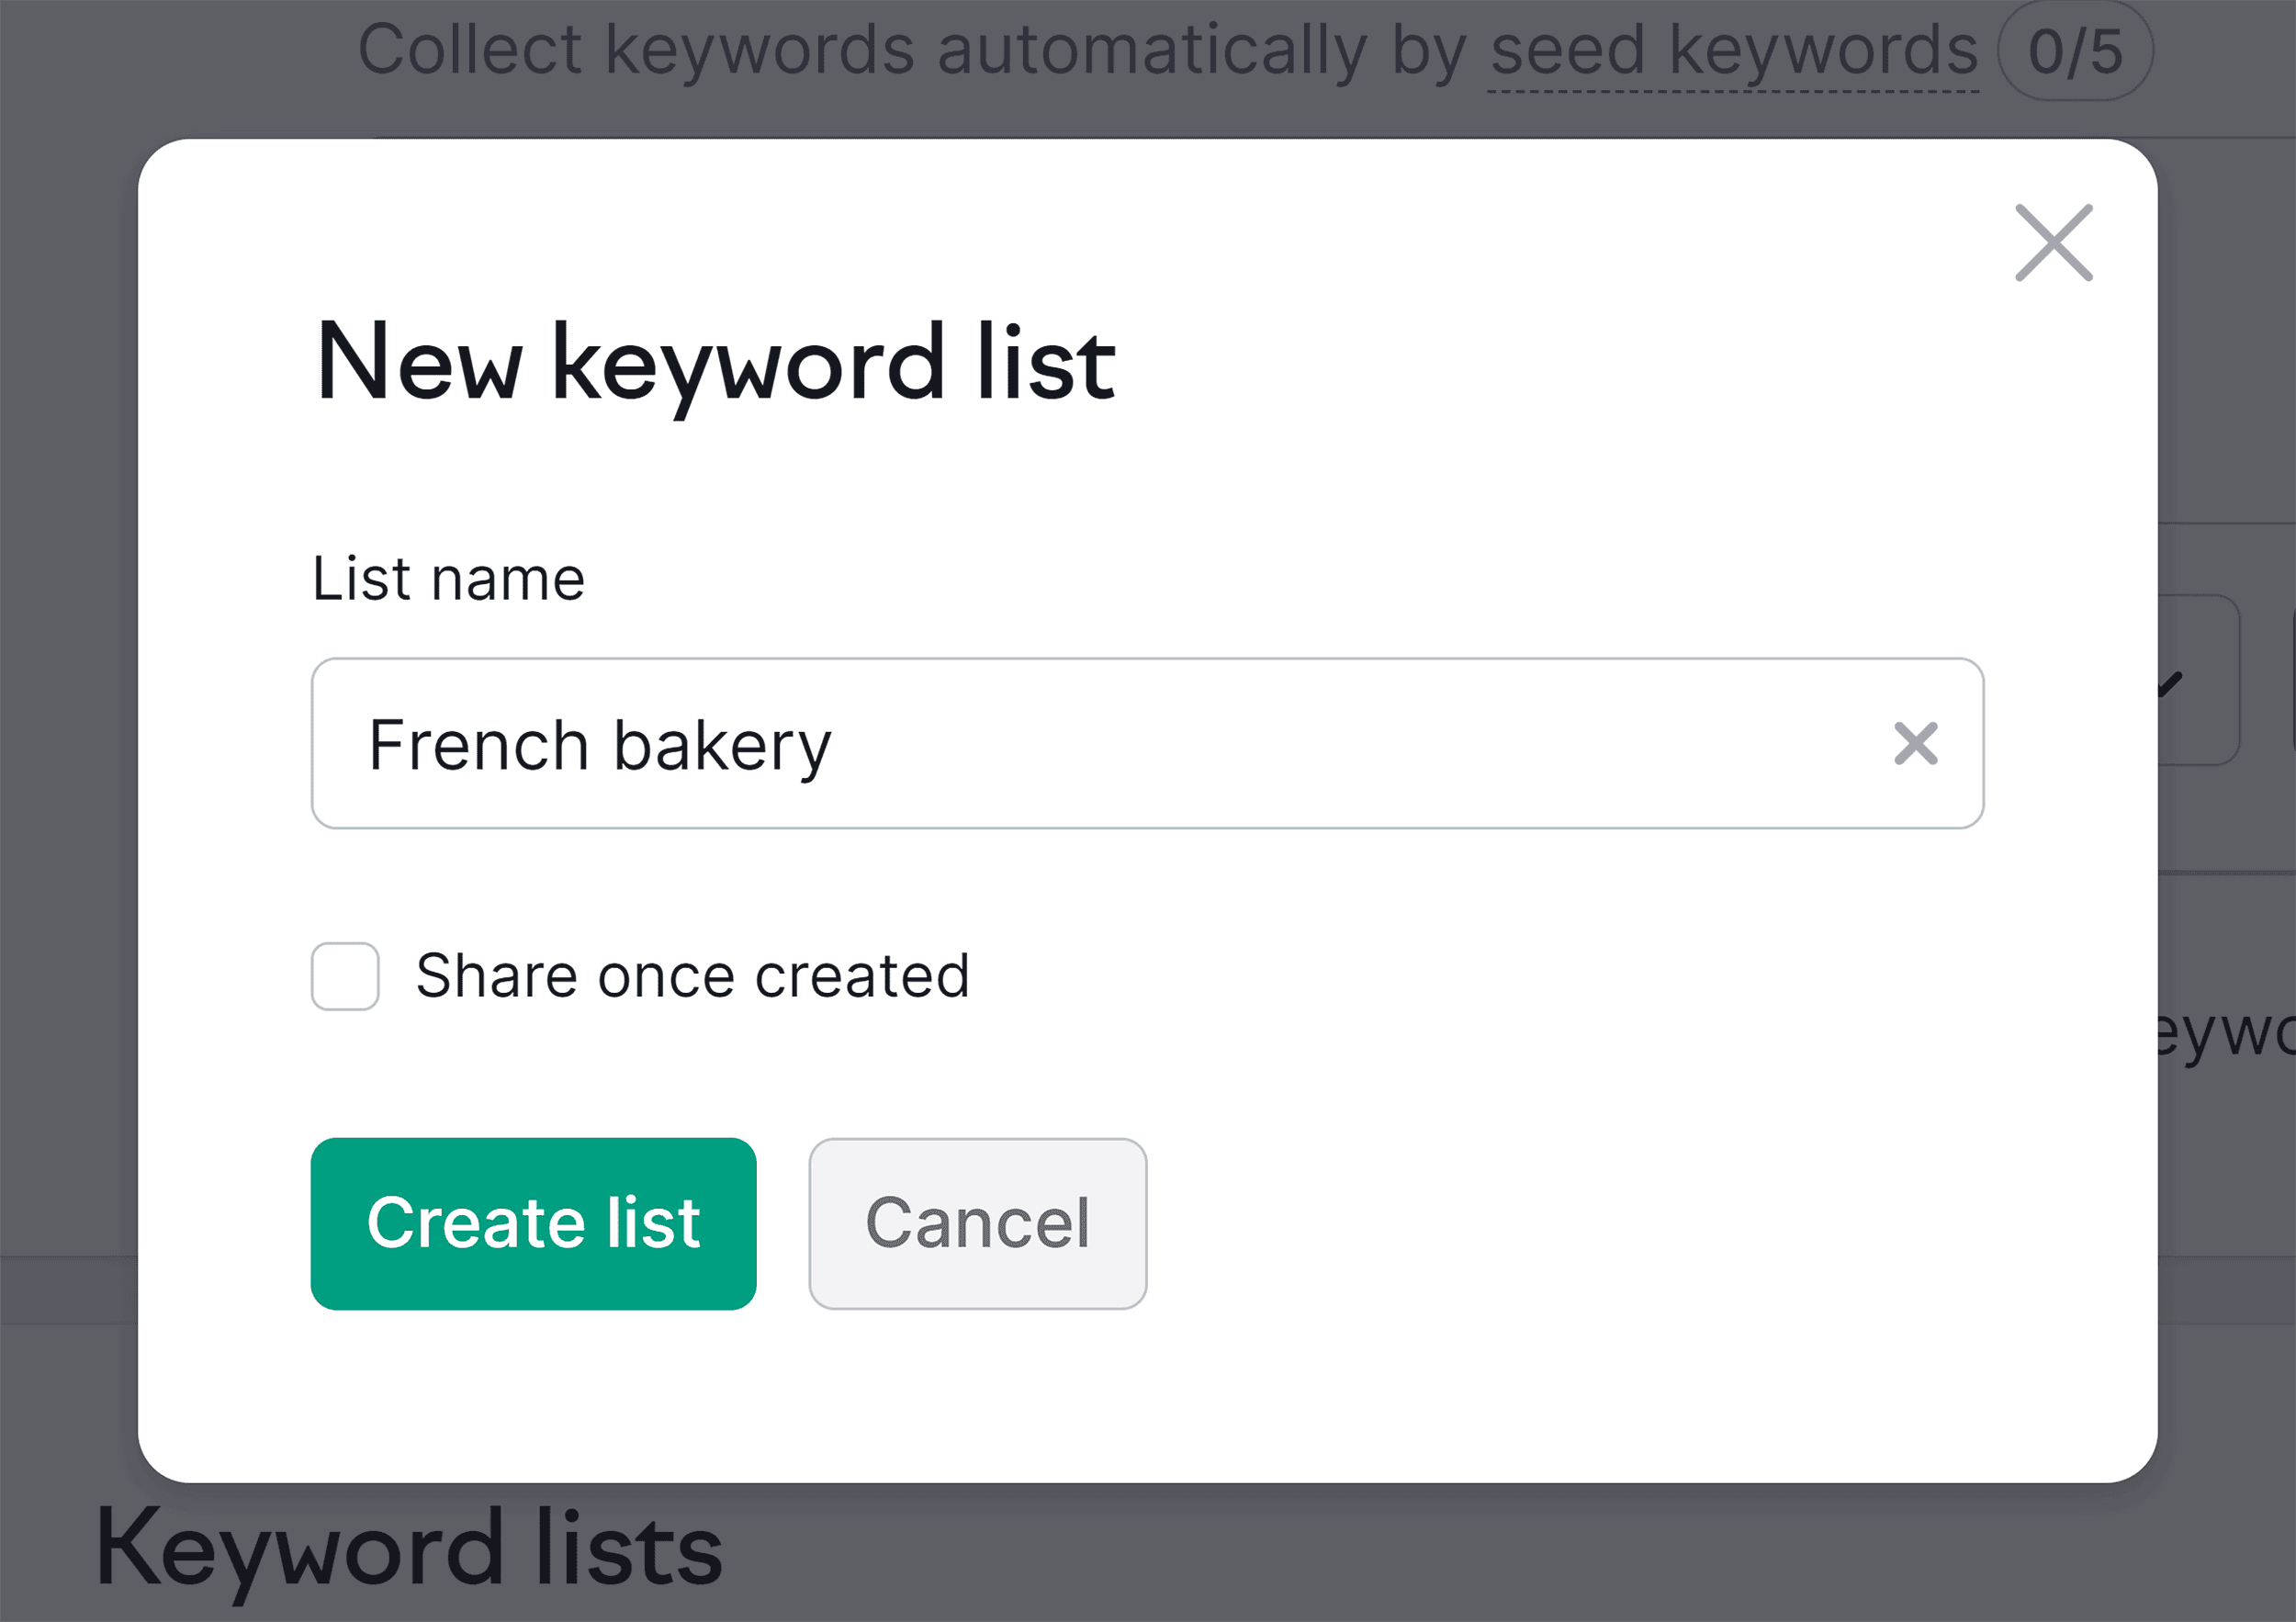 Collect keywords automatically by seed keywords 0/5
New keyword list
List name
French bakery
Share once created
Create list Cancel
Keyword lists